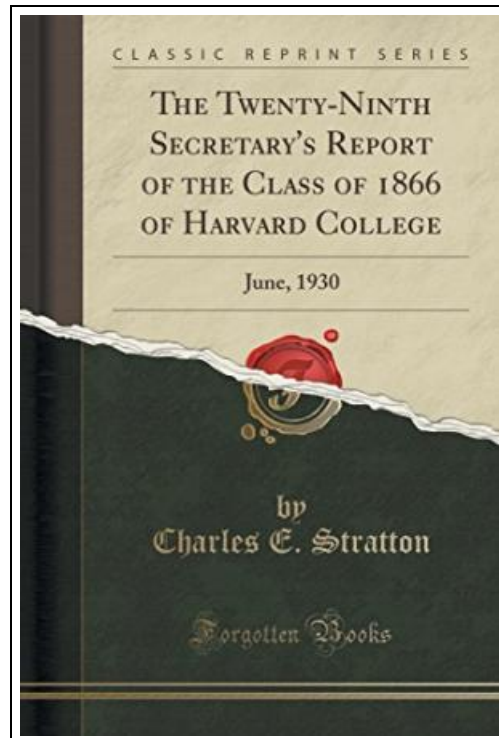 CLASSIC REPRINT SERIES
THE TWENTY-NINTH
SECRETARY'S REPORT
OF THE CLASS OF 1866
OF HARVARD COLLEGE
June, 1930
by
Charles E. Stratton
Forgotten Books